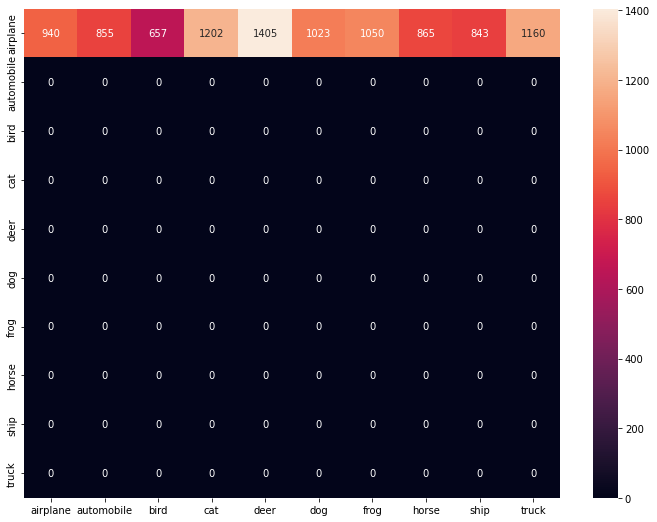 airplane 940 855 657 1202 1405 1023 1050 865 843 1160
automobile 0 0 0 0 0 0 0 0 0 0
bird 0 0 0 0 0 0 0 0 0 0
cat 0 0 0 0 0 0 0 0 0 0
deer 0 0 0 0 0 0 0 0 0 0
dog 0 0 0 0 0 0 0 0 0 0
frog 0 0 0 0 0 0 0 0 0 0
horse 0 0 0 0 0 0 0 0 0 0
ship 0 0 0 0 0 0 0 0 0 0
truck 0 0 0 0 0 0 0 0 0 0
airplane automobile bird cat deer dog frog horse ship truck
1400
1200
1000
800
600
400
200
0